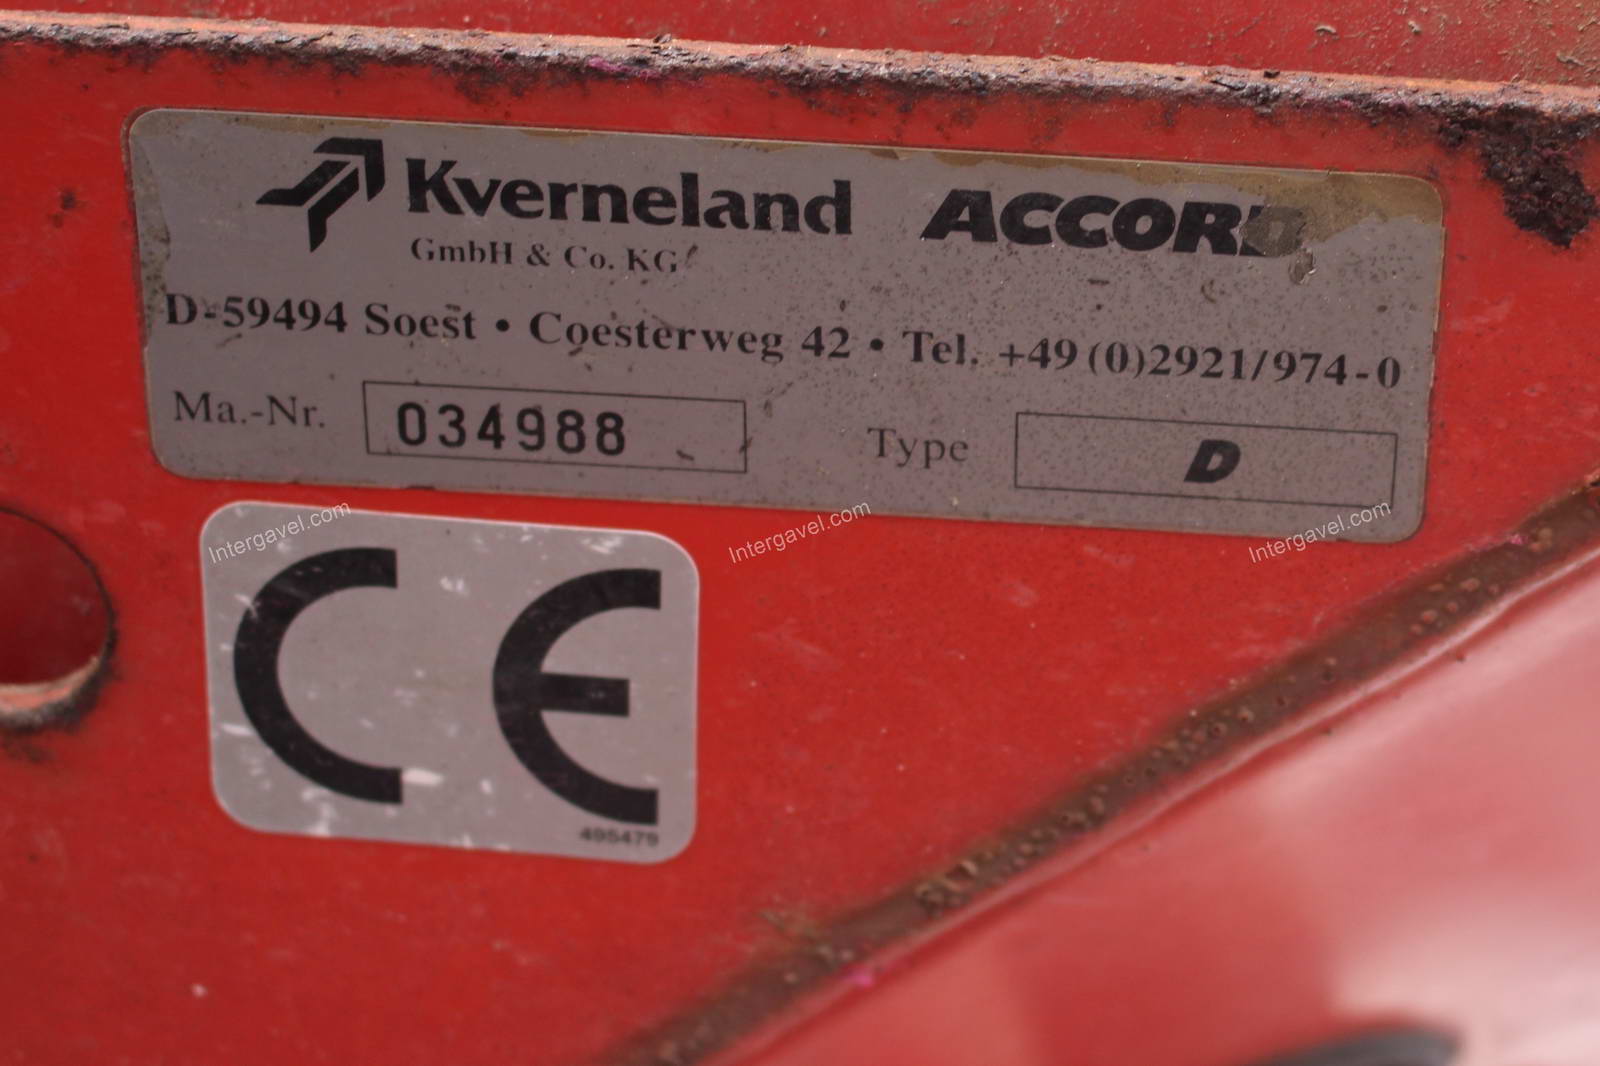 Kverneland ACCORD
GmbH & Co. KG
D-59494 Soest • Coesterweg 42 • Tel. +49 (0)2921/974-0
Ma.-Nr. 034988 Type D
Intergavel.com Intergavel.com Intergavel.com
CE
495479